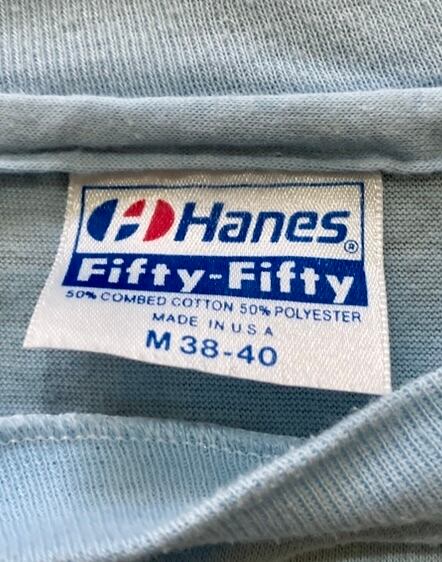 Hanes®
Fifty-Fifty
50% COMBED COTTON 50% POLYESTER
MADE IN U.S.A
M 38-40